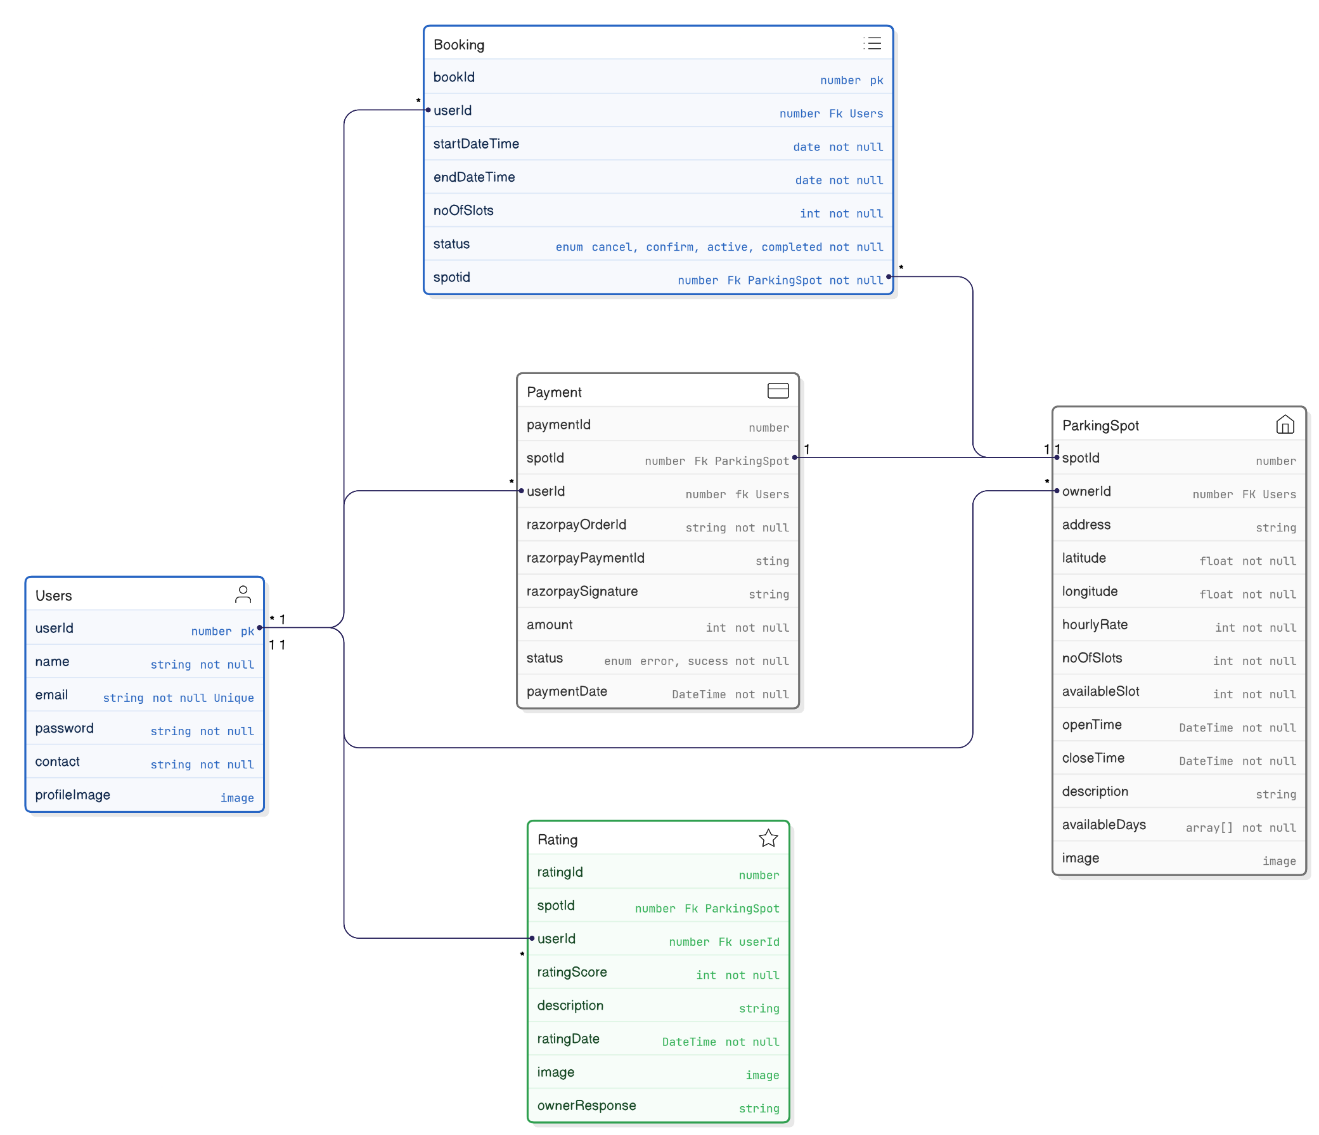 Booking
bookId number pk
*
userId number Fk Users
startDateTime date not null
endDateTime date not null
noOfSlots int not null
status enum cancel, confirm, active, completed not null
spotid number Fk ParkingSpot not null
*
Payment
paymentId number
spotId number Fk ParkingSpot
1
*
userId number fk Users
razorpayOrderId string not null
razorpayPaymentId sting
razorpaySignature string
amount int not null
status enum error, sucess not null
paymentDate DateTime not null
ParkingSpot
1 1
spotId number
*
ownerId number FK Users
address string
latitude float not null
longitude float not null
hourlyRate int not null
noOfSlots int not null
availableSlot int not null
openTime DateTime not null
closeTime DateTime not null
description string
availableDays array[] not null
image image
Users
userId number pk
* 1
1 1
name string not null
email string not null Unique
password string not null
contact string not null
profileImage image
Rating
ratingId number
spotId number Fk ParkingSpot
userId number Fk userId
*
ratingScore int not null
description string
ratingDate DateTime not null
image image
ownerResponse string